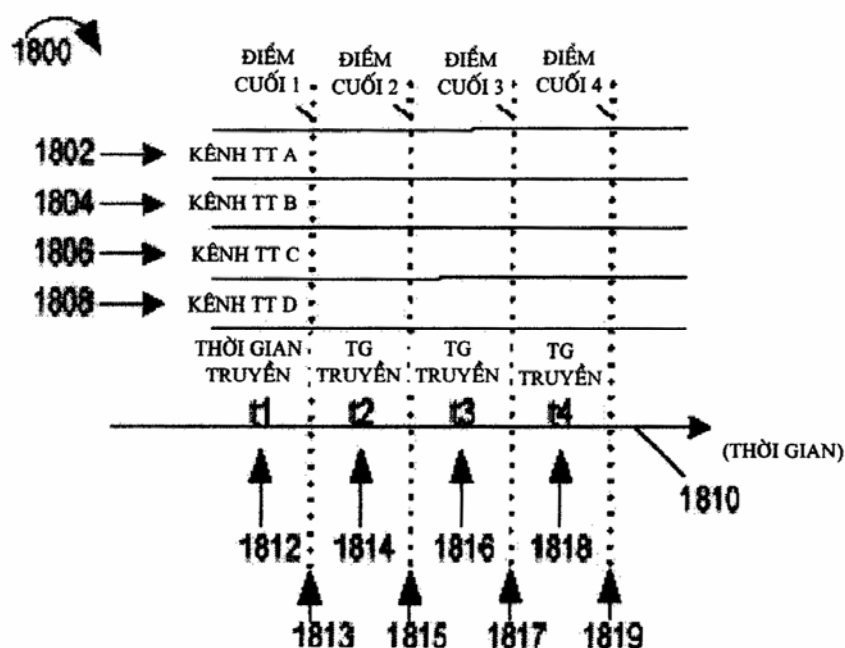 1800
ĐIỂM CUỐI 1
ĐIỂM CUỐI 2
ĐIỂM CUỐI 3
ĐIỂM CUỐI 4
1802 KÊNH TT A
1804 KÊNH TT B
1806 KÊNH TT C
1808 KÊNH TT D
THỜI GIAN TRUYỀN
TG TRUYỀN
TG TRUYỀN
TG TRUYỀN
t1 t2 t3 t4
(THỜI GIAN)
1810
1812 1814 1816 1818
1813 1815 1817 1819